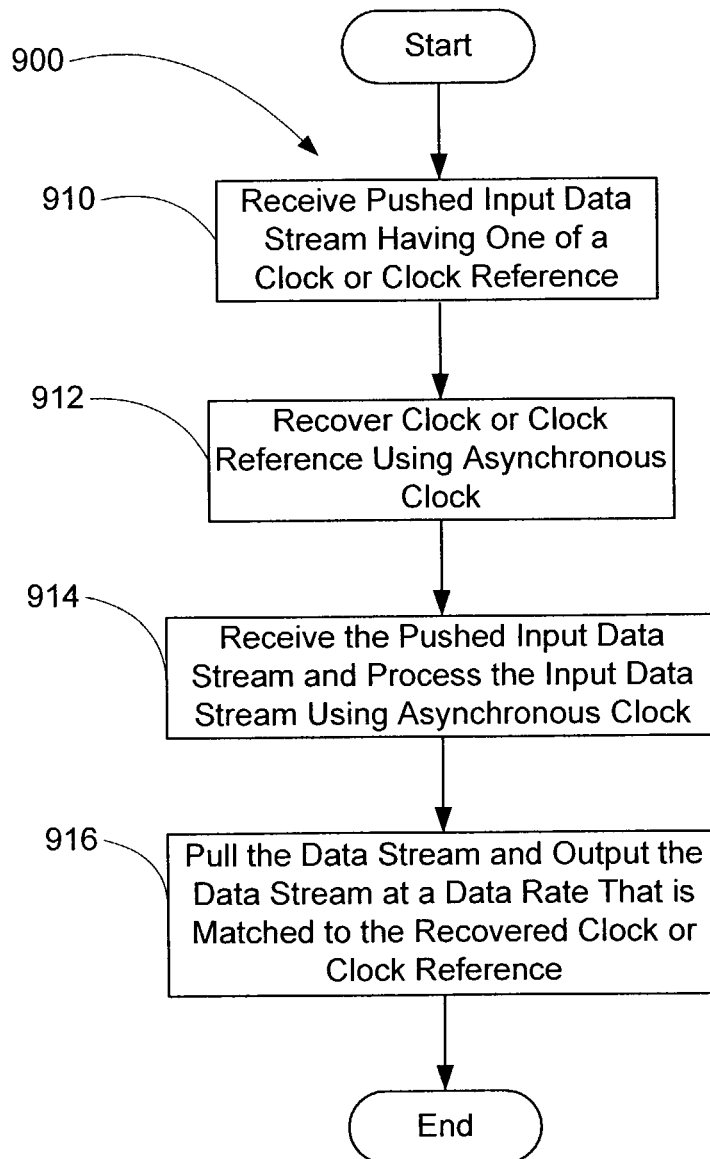 Start
900
910
Receive Pushed Input Data
Stream Having One of a
Clock or Clock Reference
912
Recover Clock or Clock
Reference Using Asynchronous
Clock
914
Receive the Pushed Input Data
Stream and Process the Input Data
Stream Using Asynchronous Clock
916
Pull the Data Stream and Output the
Data Stream at a Data Rate That is
Matched to the Recovered Clock or
Clock Reference
End